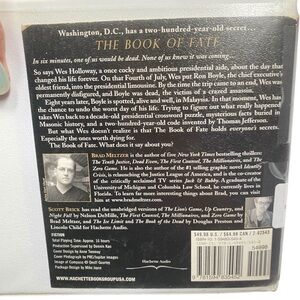 Washington, D.C., has a two-hundred-year-old secret...
THE BOOK OF FATE
In six minutes, one of us would be dead. None of us knew it was coming...
So says Wes Holloway, a once cocky and ambitious presidential aide, about the day that
changed his life forever. On that Fourth of July, Wes put Ron Boyle, the chief executive's
oldest friend, into the presidential limousine. By the time the trip came to an end, Wes was
permanently disfigured, and Boyle was dead, the victim of a crazed assassin.
Eight years later, Boyle is spotted, alive and well, in Malaysia. In that moment, Wes has
the chance to undo the worst day of his life. Trying to figure out what really happened
takes Wes back to a decade-old presidential crossword puzzle, mysterious facts buried in
Masonic history, and a two-hundred-year-old code invented by Thomas Jefferson.
But what Wes doesn't realize is that The Book of Fate holds everyone's secrets.
Especially the ones worth dying for.
The Book of Fate. What does it say about you?
BRAD MELTZER is the author of five New York Times bestselling thrillers:
The Tenth Justice, Dead Even, The First Counsel, The Millionaires, and The
Zero Game. He is also the author of the #1 selling graphic novel Identity
Crisis, is relaunching the Justice League of America, and is the co-creator
of the critically acclaimed TV series Jack & Bobby. A graduate of the
University of Michigan and Columbia Law School, he currently lives in
Florida. To learn more interesting things about Brad, you can visit him
at www.bradmeltzer.com.
SCOTT BRICK has read the unabridged versions of The Lion's Game, Up Country, and
Night Fall by Nelson DeMille, The First Counsel, The Millionaires, and Zero Game by
Brad Meltzer, and The Ice Limit and The Book of the Dead by Douglas Preston and
Lincoln Child for Hachette Audio.
FICTION
Total Playing Time: Approx. 15 hours
Production Supervised by Dennis Kao
Cover Design by Anne Twomey
Package Design by Mike Joyce
WWW.HACHETTEBOOKGROUPUSA.COM
Hachette Audio
9 781594 835452